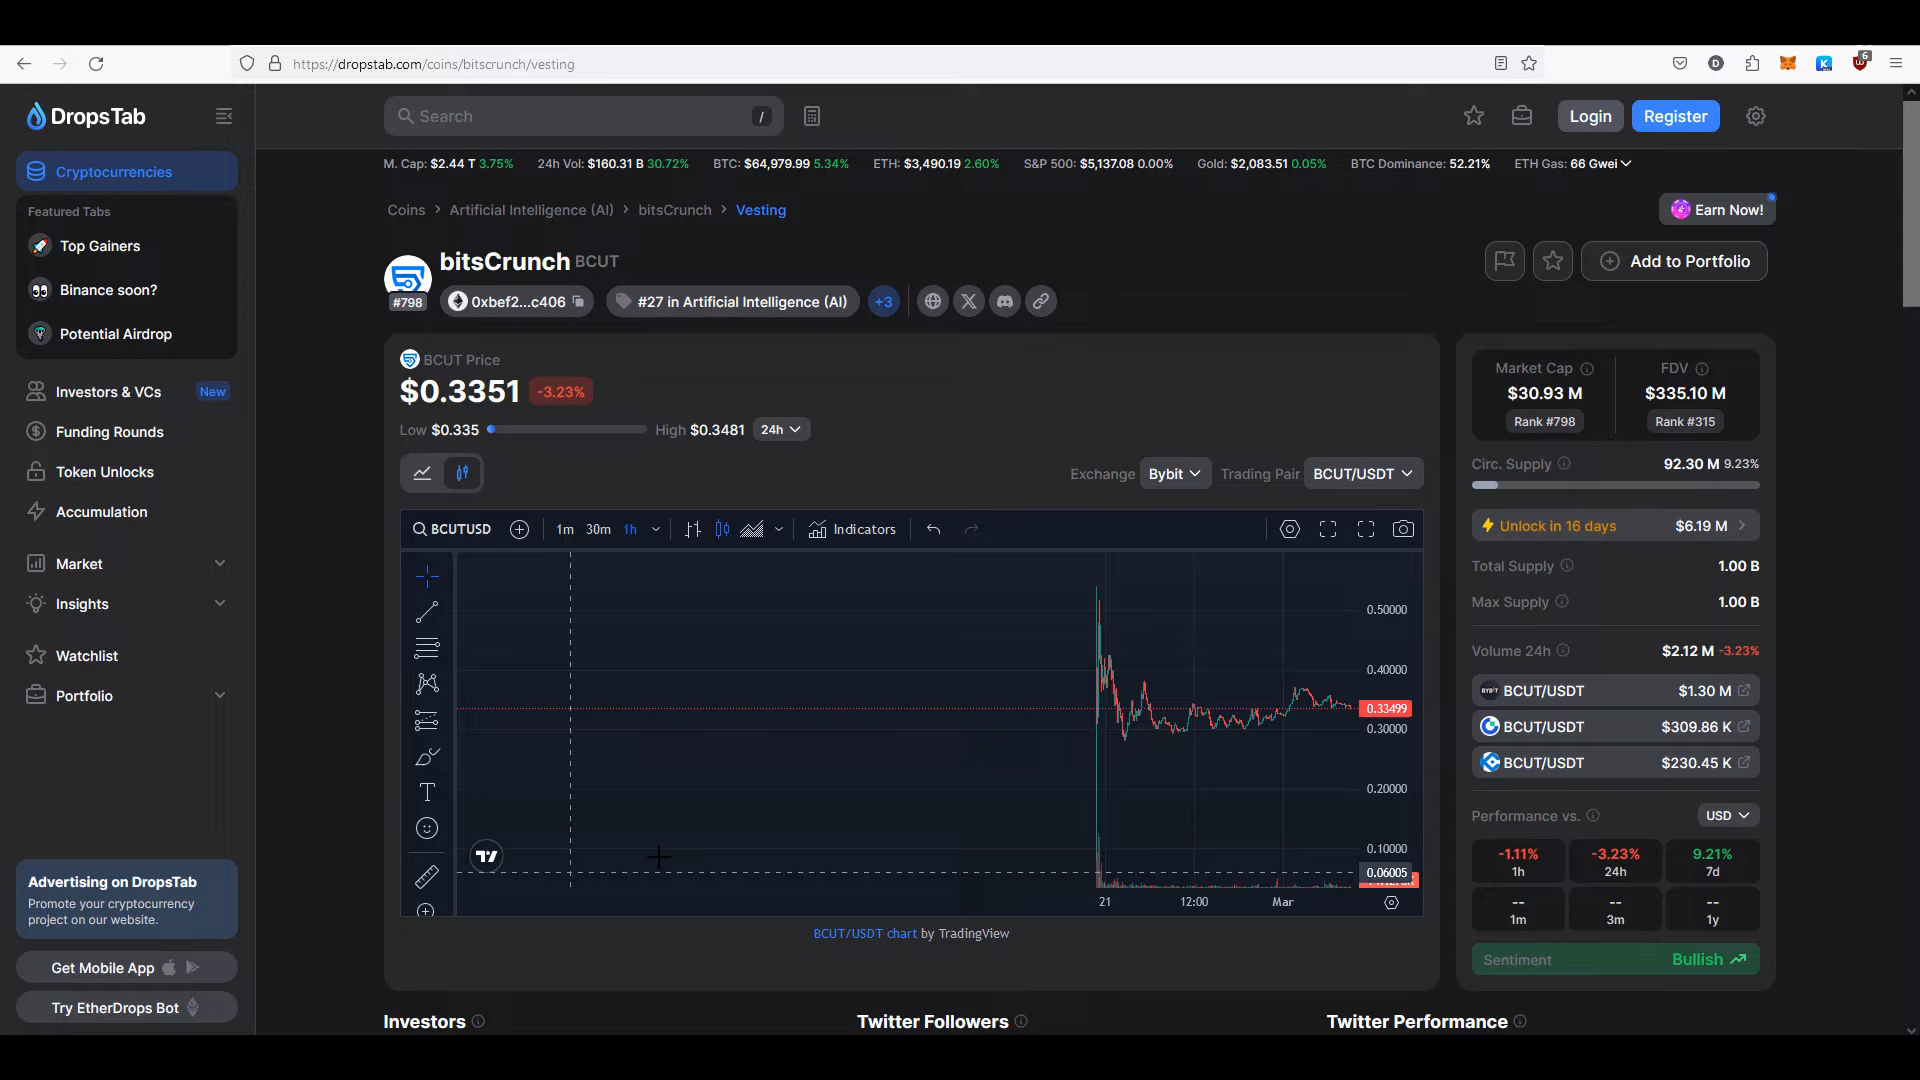 https://dropstab.com/coins/bitscrunch/vesting
6
DropsTab
Search
/
Login
Register
Cryptocurrencies
Featured Tabs
Top Gainers
Binance soon?
Potential Airdrop
Investors & VCs New
Funding Rounds
Token Unlocks
Accumulation
Market
Insights
Watchlist
Portfolio
Advertising on DropsTab
Promote your cryptocurrency
project on our website.
Get Mobile App
Try EtherDrops Bot
M. Cap: $2.44 T 3.75% 24h Vol: $160.31 B 30.72% BTC: $64,979.99 5.34% ETH: $3,490.19 2.60% S&P 500: $5,137.08 0.00% Gold: $2,083.51 0.05% BTC Dominance: 52.21% ETH Gas: 66 Gwei
Coins > Artificial Intelligence (AI) > bitsCrunch > Vesting
Earn Now!
bitsCrunch BCUT
Add to Portfolio
#798
0xbef2...c406
#27 in Artificial Intelligence (AI)
+3
BCUT Price
$0.3351 -3.23%
Low $0.335 High $0.3481 24h
Exchange Bybit Trading Pair BCUT/USDT
BCUTUSD 1m 30m 1h Indicators
0.50000
0.40000
0.33499
0.30000
0.20000
0.10000
0.06005
21 12:00 Mar
BCUT/USDT chart by TradingView
Market Cap FDV
$30.93 M $335.10 M
Rank #798 Rank #315
Circ. Supply 92.30 M 9.23%
Unlock in 16 days $6.19 M
Total Supply 1.00 B
Max Supply 1.00 B
Volume 24h $2.12 M -3.23%
BYBIT BCUT/USDT $1.30 M
BCUT/USDT $309.86 K
BCUT/USDT $230.45 K
Performance vs. USD
-1.11% -3.23% 9.21%
1h 24h 7d
-- -- --
1m 3m 1y
Sentiment Bullish
Investors Twitter Followers Twitter Performance